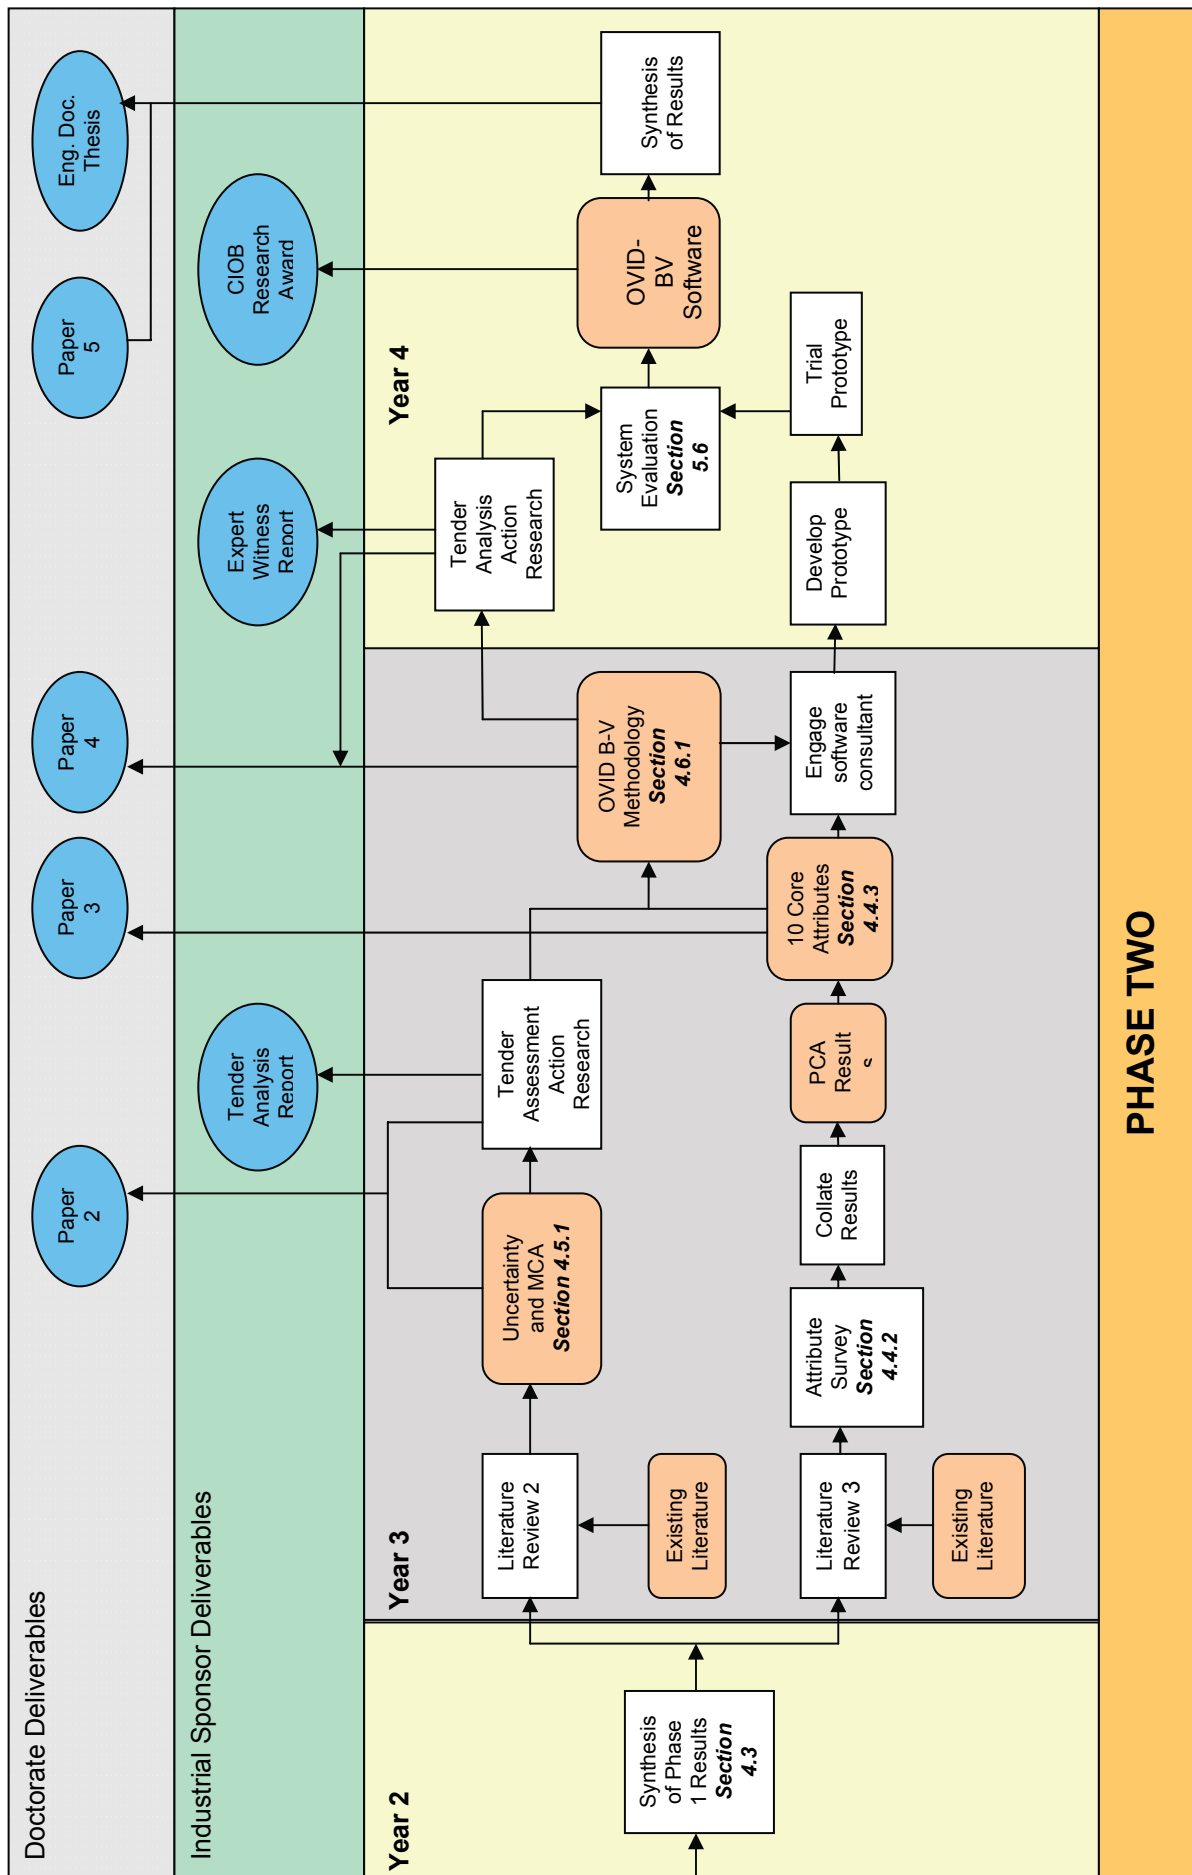 Doctorate Deliverables
Paper
2
Paper
3
Paper
4
Paper
5
Eng. Doc.
Thesis
Industrial Sponsor Deliverables
Tender
Analysis
Report
Expert
Witness
Report
CIOB
Research
Award
Year 2
Synthesis
of Phase
1 Results
Section
4.3
Year 3
Literature
Review 2
Existing
Literature
Uncertainty
and MCA
Section 4.5.1
Tender
Assessment
Action
Research
Literature
Review 3
Existing
Literature
Attribute
Survey
Section
4.4.2
Collate
Results
PCA
Result
s
10 Core
Attributes
Section
4.4.3
OVID B-V
Methodology
Section
4.6.1
Engage
software
consultant
Year 4
Tender
Analysis
Action
Research
System
Evaluation
Section
5.6
Develop
Prototype
Trial
Prototype
OVID-
BV
Software
Synthesis
of Results
PHASE TWO